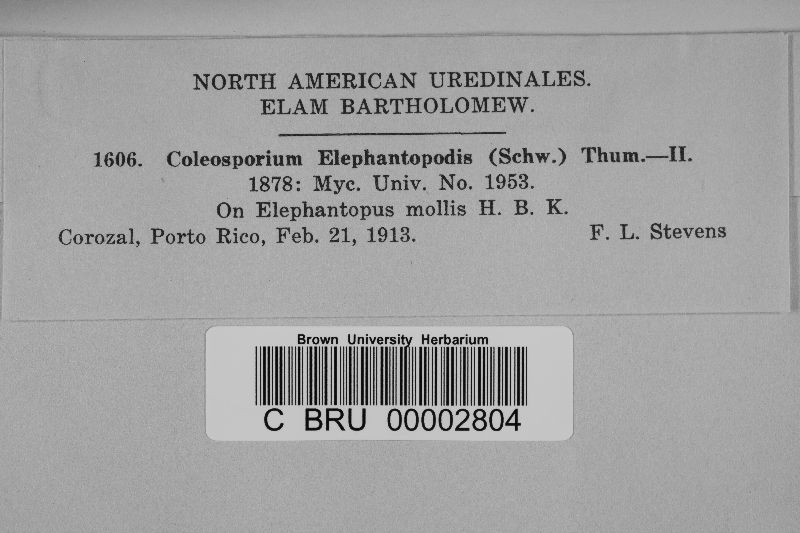 NORTH AMERICAN UREDINALES.
ELAM BARTHOLOMEW.
1606. Coleosporium Elephantopodis (Schw.) Thum.—II.
1878: Myc. Univ. No. 1953.
On Elephantopus mollis H. B. K.
Corozal, Porto Rico, Feb. 21, 1913. F. L. Stevens
Brown University Herbarium
C BRU 00002804